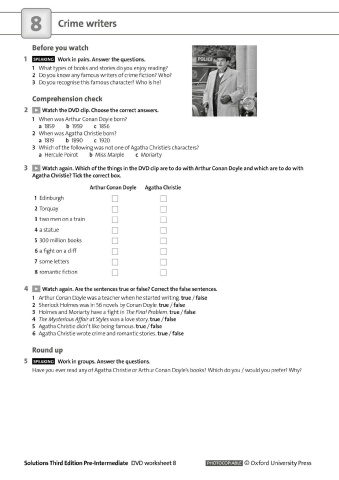 8 Crime writers
Before you watch
1 SPEAKING Work in pairs. Answer the questions.
1 What types of books and stories do you enjoy reading?
2 Do you know any famous writers of crime fiction? Who?
3 Do you recognise this famous character? Who is he?
POLICE
Comprehension check
2 Watch the DVD clip. Choose the correct answers.
1 When was Arthur Conan Doyle born?
a 1859 b 1959 c 1856
2 When was Agatha Christie born?
a 1819 b 1890 c 1920
3 Which of the following was not one of Agatha Christie's characters?
a Hercule Poirot b Miss Marple c Moriarty
3 Watch again. Which of the things in the DVD clip are to do with Arthur Conan Doyle and which are to do with
Agatha Christie? Tick the correct box.
Arthur Conan Doyle Agatha Christie
1 Edinburgh
2 Torquay
3 two men on a train
4 a statue
5 300 million books
6 a fight on a cliff
7 some letters
8 romantic fiction
4 Watch again. Are the sentences true or false? Correct the false sentences.
1 Arthur Conan Doyle was a teacher when he started writing. true / false
2 Sherlock Holmes was in 56 novels by Conan Doyle. true / false
3 Holmes and Moriarty have a fight in The Final Problem. true / false
4 The Mysterious Affair at Styles was a love story. true / false
5 Agatha Christie didn't like being famous. true / false
6 Agatha Christie wrote crime and romantic stories. true / false
Round up
5 SPEAKING Work in groups. Answer the questions.
Have you ever read any of Agatha Christie or Arthur Conan Doyle's books? Which do you / would you prefer? Why?
Solutions Third Edition Pre-Intermediate DVD worksheet 8 PHOTOCOPIABLE © Oxford University Press